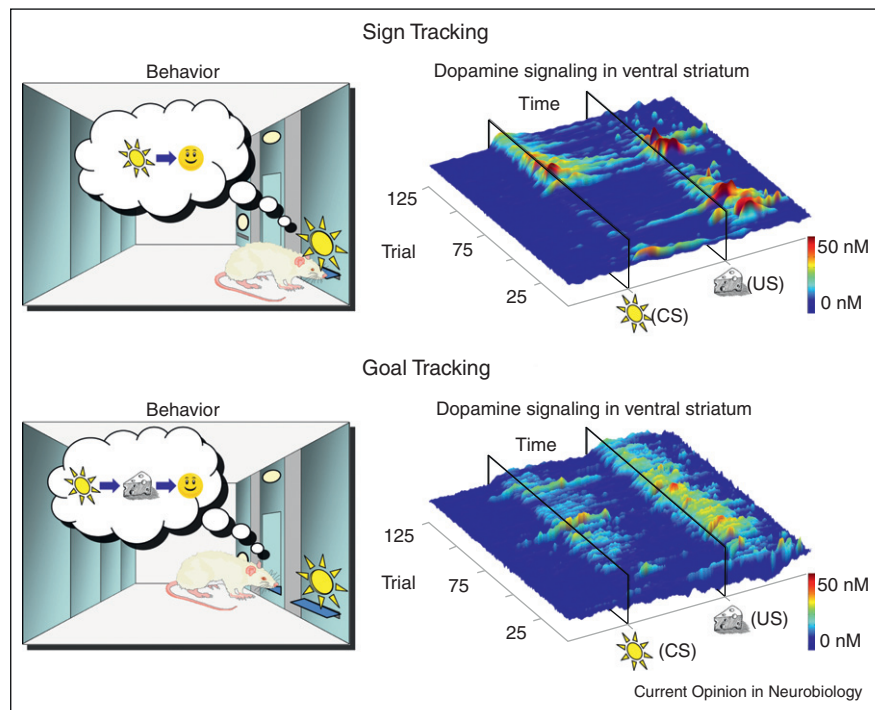 Sign Tracking
Behavior
Dopamine signaling in ventral striatum
Time
125
Trial
75
25
50 nM
0 nM
(CS)
(US)
Goal Tracking
Behavior
Dopamine signaling in ventral striatum
Time
125
Trial
75
25
50 nM
0 nM
(CS)
(US)
Current Opinion in Neurobiology